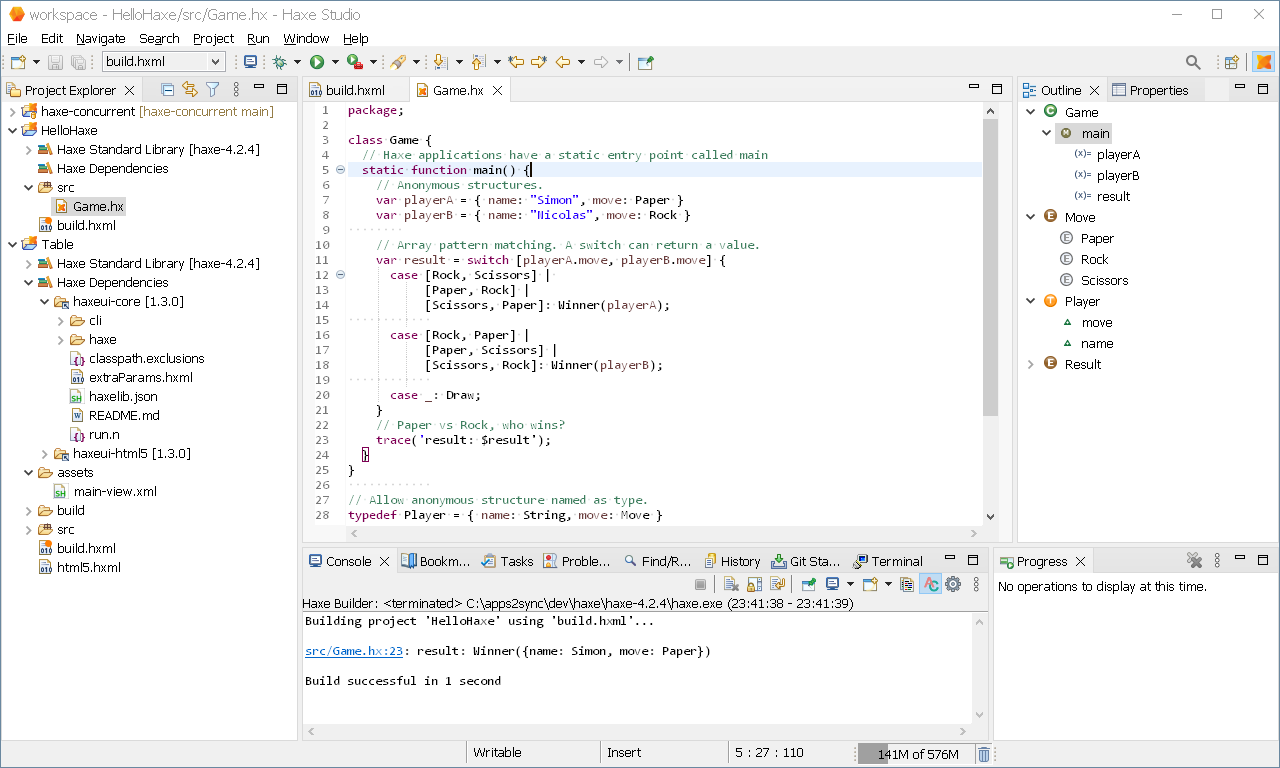 workspace - HelloHaxe/src/Game.hx - Haxe Studio
File Edit Navigate Search Project Run Window Help
build.hxml
Project Explorer
haxe-concurrent [haxe-concurrent main]
HelloHaxe
Haxe Standard Library [haxe-4.2.4]
Haxe Dependencies
src
Game.hx
build.hxml
Table
Haxe Standard Library [haxe-4.2.4]
Haxe Dependencies
haxeui-core [1.3.0]
cli
haxe
classpath.exclusions
extraParams.hxml
haxelib.json
README.md
run.n
haxeui-html5 [1.3.0]
assets
main-view.xml
build
src
build.hxml
html5.hxml
build.hxml Game.hx
1 package;
2
3 class Game {
4 // Haxe applications have a static entry point called main
5 static function main() {
6 // Anonymous structures.
7 var playerA = { name: "Simon", move: Paper }
8 var playerB = { name: "Nicolas", move: Rock }
9
10 // Array pattern matching. A switch can return a value.
11 var result = switch [playerA.move, playerB.move] {
12 case [Rock, Scissors] |
13 [Paper, Rock] |
14 [Scissors, Paper]: Winner(playerA);
15
16 case [Rock, Paper] |
17 [Paper, Scissors] |
18 [Scissors, Rock]: Winner(playerB);
19
20 case _: Draw;
21 }
22 // Paper vs Rock, who wins?
23 trace('result: $result');
24 }
25 }
26
27 // Allow anonymous structure named as type.
28 typedef Player = { name: String, move: Move }
Outline Properties
Game
main
playerA
playerB
result
Move
Paper
Rock
Scissors
Player
move
name
Result
Console Bookm... Tasks Proble... Find/R... History Git Sta... Terminal
Haxe Builder: <terminated> C:\apps2sync\dev\haxe\haxe-4.2.4\haxe.exe (23:41:38 - 23:41:39)
Building project 'HelloHaxe' using 'build.hxml'...
src/Game.hx:23: result: Winner({name: Simon, move: Paper})
Build successful in 1 second
Progress
No operations to display at this time.
Writable Insert 5 : 27 : 110 141M of 576M